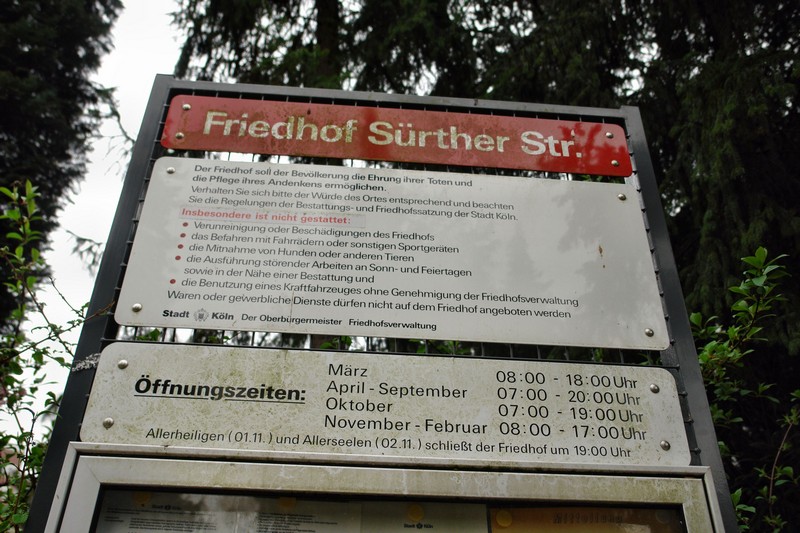 Friedhof Sürther Str.
Der Friedhof soll der Bevölkerung die Ehrung ihrer Toten und
die Pflege ihres Andenkens ermöglichen.
Verhalten Sie sich bitte der Würde des Ortes entsprechend und beachten
Sie die Regelungen der Bestattungs- und Friedhofssatzung der Stadt Köln.
Insbesondere ist nicht gestattet:
• Verunreinigung oder Beschädigungen des Friedhofs
• das Befahren mit Fahrrädern oder sonstigen Sportgeräten
• die Mitnahme von Hunden oder anderen Tieren
• die Ausführung störender Arbeiten an Sonn- und Feiertagen
sowie in der Nähe einer Bestattung und
• die Benutzung eines Kraftfahrzeuges ohne Genehmigung der Friedhofsverwaltung
Waren oder gewerbliche Dienste dürfen nicht auf dem Friedhof angeboten werden
Stadt Köln Der Oberbürgermeister Friedhofsverwaltung
Öffnungszeiten:
März 08:00 - 18:00 Uhr
April - September 07:00 - 20:00 Uhr
Oktober 07:00 - 19:00 Uhr
November - Februar 08:00 - 17:00 Uhr
Allerheiligen (01.11.) und Allerseelen (02.11.) schließt der Friedhof um 19:00 Uhr
Stadt Köln
Stadt Köln